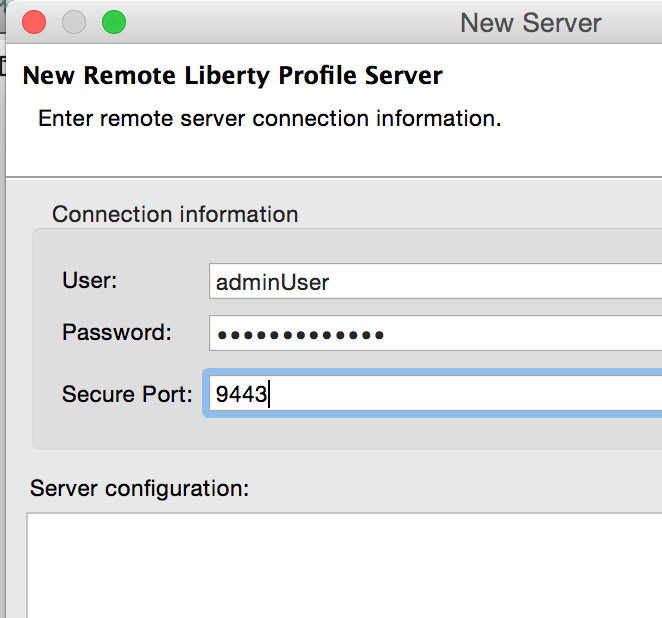 New Server
New Remote Liberty Profile Server
Enter remote server connection information.
Connection information
User: adminUser
Password: •••••••••••••
Secure Port: 9443
Server configuration: